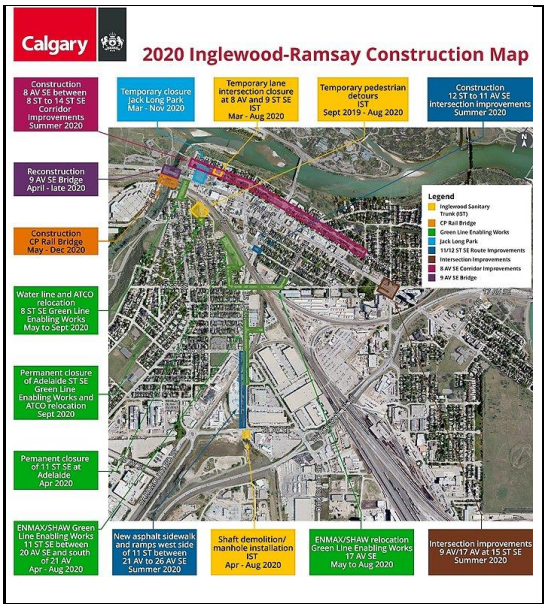 Calgary
2020 Inglewood-Ramsay Construction Map
Construction
8 AV SE between
8 ST to 14 ST SE
Corridor
Improvements
Summer 2020
Temporary closure
Jack Long Park
Mar - Nov 2020
Temporary lane
intersection closure
at 8 AV and 9 ST SE
IST
Mar - Aug 2020
Temporary pedestrian
detours
IST
Sept 2019 - Aug 2020
Construction
12 ST to 11 AV SE
intersection improvements
Summer 2020
N
Reconstruction
9 AV SE Bridge
April - late 2020
Construction
CP Rail Bridge
May - Dec 2020
Legend
Inglewood Sanitary
Trunk (IST)
CP Rail Bridge
Green Line Enabling Works
Jack Long Park
11/12 ST SE Route Improvements
Intersection Improvements
8 AV SE Corridor Improvements
9 AV SE Bridge
Water line and ATCO
relocation
8 ST SE Green Line
Enabling Works
May to Sept 2020
Permanent closure
of Adelaide ST SE
Green Line
Enabling Works and
ATCO relocation
Sept 2020
Pemanent closure
of 11 ST SE at
Adelaide
Apr 2020
ENMAX/SHAW Green
Line Enabling Works
11 ST SE between
20 AV SE and south
of 21 AV
Apr - Aug 2020
New asphalt sidewalk
and ramps west side
of 11 ST between
21 AV to 26 AV SE
Summer 2020
Shaft demolition/
manhole installation
IST
Apr - Aug 2020
ENMAX/SHAW relocation
Green Line Enabling Works
17 AV SE
May to Aug 2020
Intersection improvements
9 AV/17 AV at 15 ST SE
Summer 2020